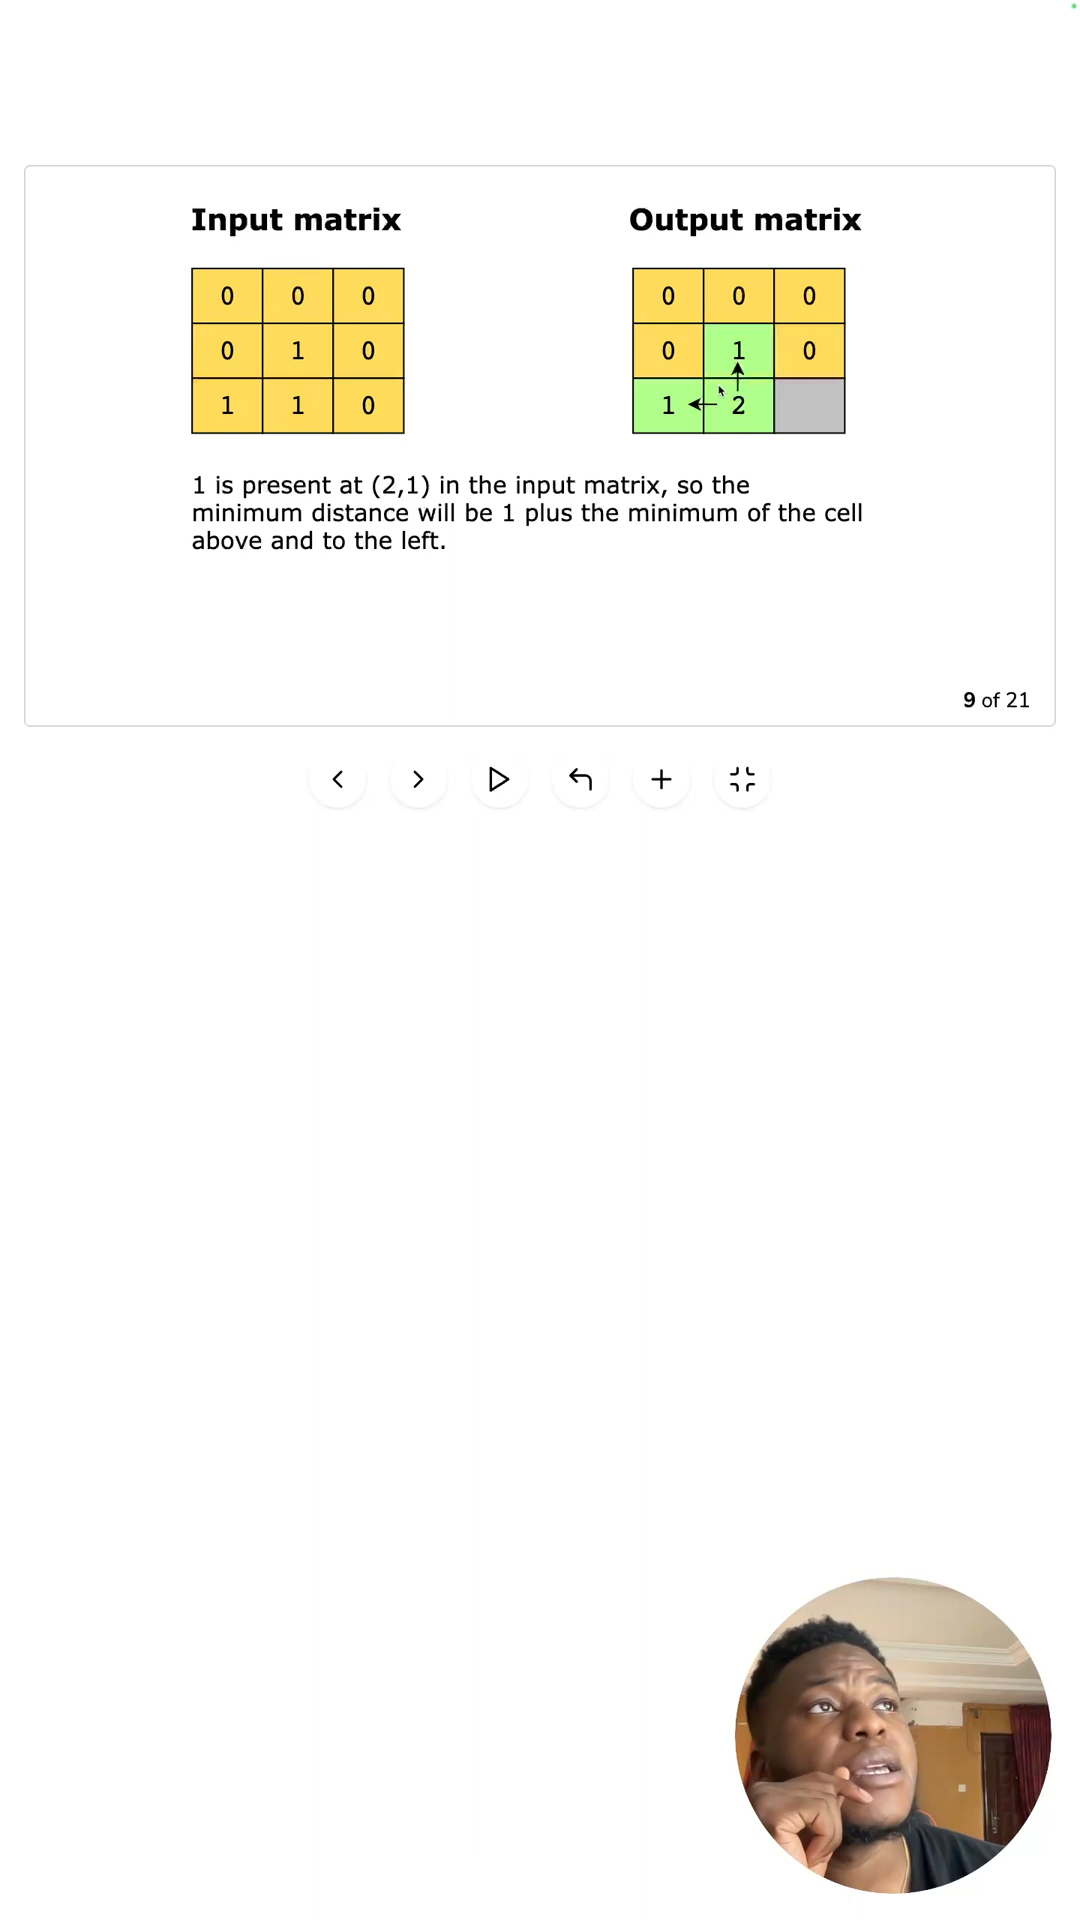 Input matrix
Output matrix
0 0 0
0 1 0
1 1 0
0 0 0
0 1 0
1 2
1 is present at (2,1) in the input matrix, so the
minimum distance will be 1 plus the minimum of the cell
above and to the left.
9 of 21